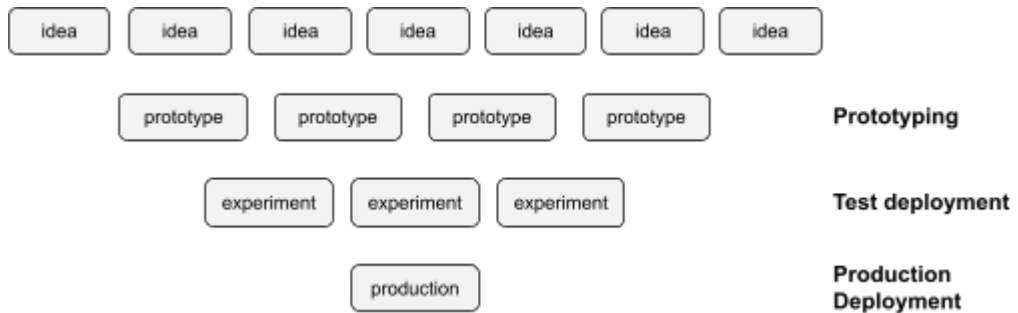 idea idea idea idea idea idea idea
prototype prototype prototype prototype Prototyping
experiment experiment experiment Test deployment
production Production
Deployment